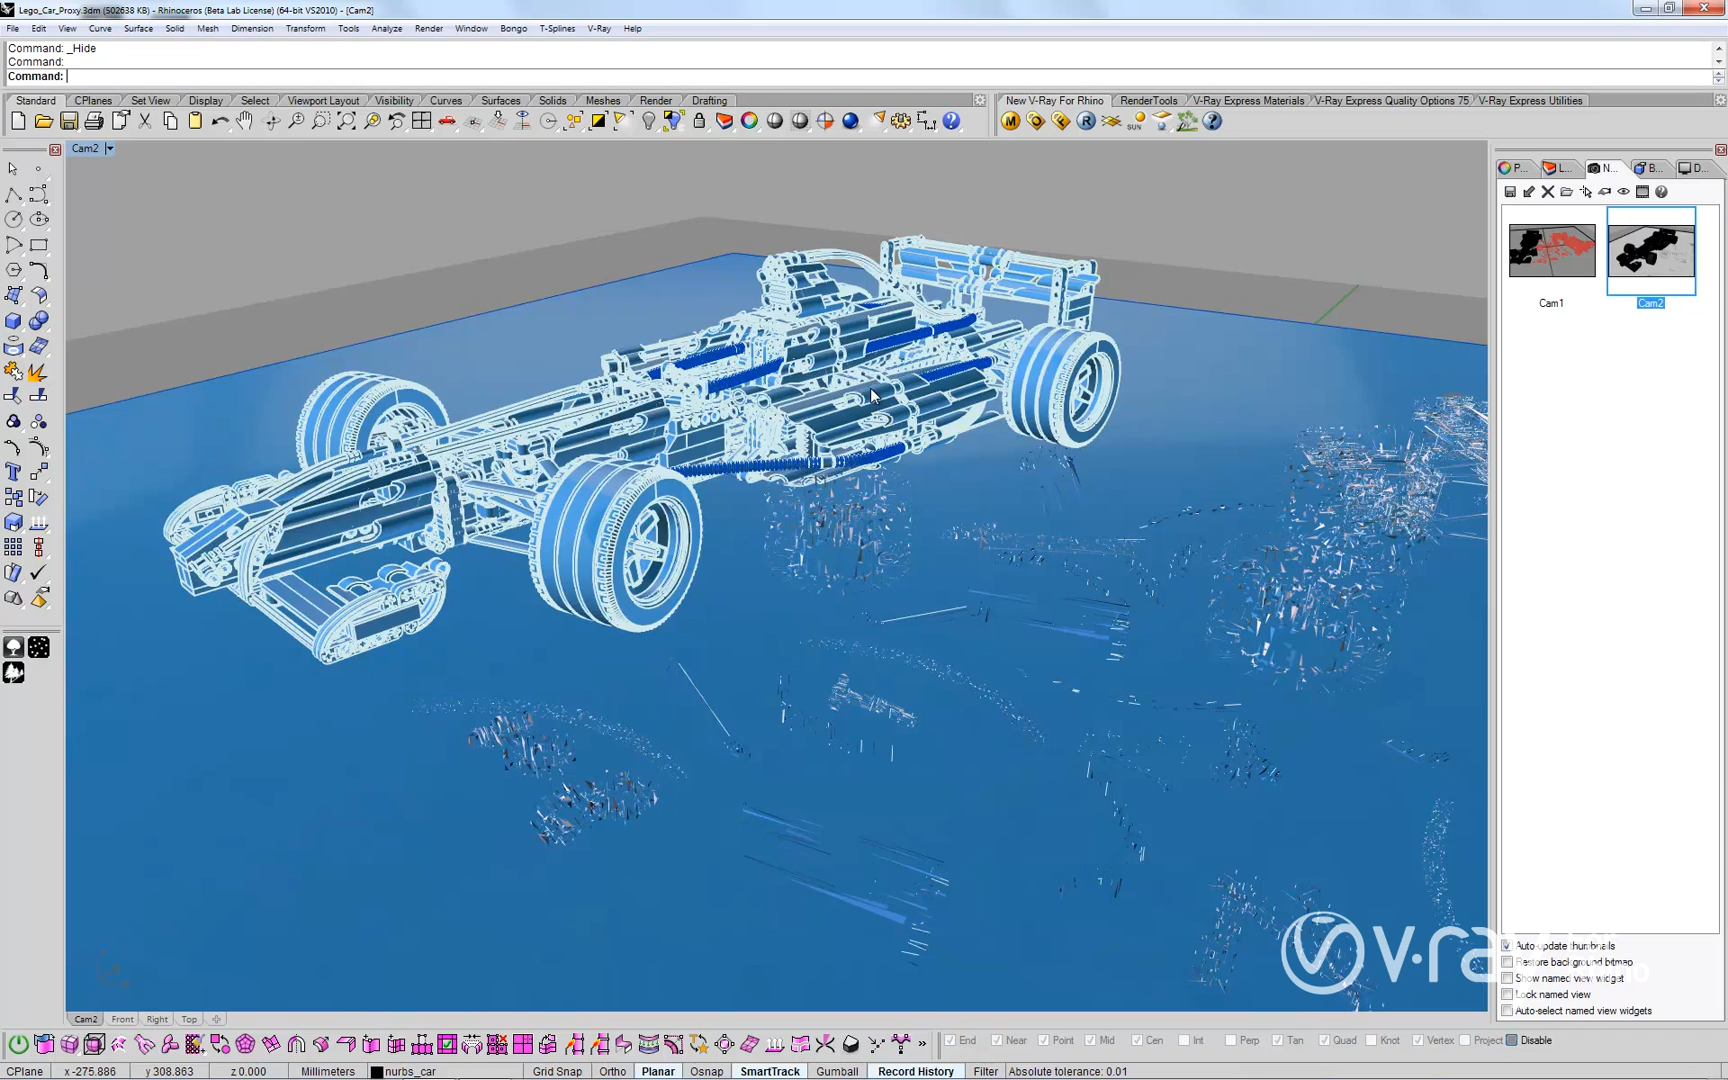 Lego_Car_Proxy.3dm (502638 KB) - Rhinoceros (Beta Lab License) (64-bit VS2010) - [Cam2]
File Edit View Curve Surface Solid Mesh Dimension Transform Tools Analyze Render Window Bongo T-Splines V-Ray Help
Command: _Hide
Command:
Command:
Standard CPlanes Set View Display Select Viewport Layout Visibility Curves Surfaces Solids Meshes Render Drafting
New V-Ray For Rhino RenderTools V-Ray Express Materials V-Ray Express Quality Options 75 V-Ray Express Utilities
Cam2
P... L... N... B... D...
Cam1 Cam2
Auto-update thumbnails
Restore background bitmap
Show named view widget
Lock named view
Auto-select named view widgets
Cam2 Front Right Top
End Near Point Mid Cen Int Perp Tan Quad Knot Vertex Project Disable
CPlane x -275.886 y 308.863 z 0.000 Millimeters nurbs_car Grid Snap Ortho Planar Osnap SmartTrack Gumball Record History Filter Absolute tolerance: 0.01